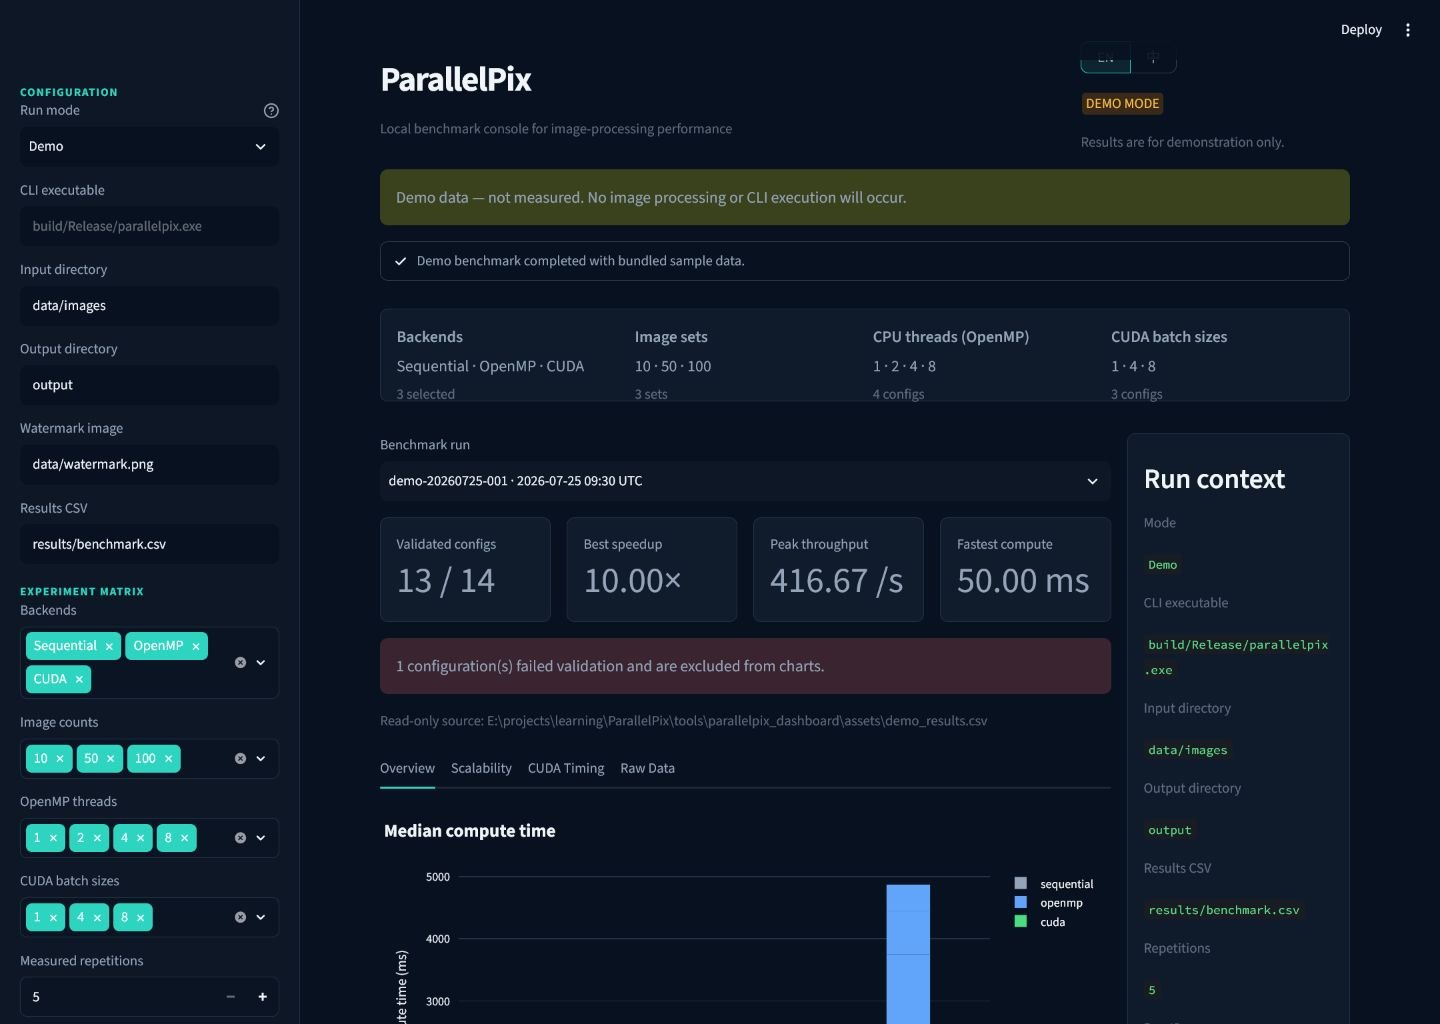 Deploy
CONFIGURATION
Run mode
Demo
CLI executable
build/Release/parallelpix.exe
Input directory
data/images
Output directory
output
Watermark image
data/watermark.png
Results CSV
results/benchmark.csv
EXPERIMENT MATRIX
Backends
Sequential × OpenMP ×
CUDA ×
Image counts
10 × 50 × 100 ×
OpenMP threads
1 × 2 × 4 × 8 ×
CUDA batch sizes
1 × 4 × 8 ×
Measured repetitions
5 − +
ParallelPix
Local benchmark console for image-processing performance
EN 中
DEMO MODE
Results are for demonstration only.
Demo data — not measured. No image processing or CLI execution will occur.
Demo benchmark completed with bundled sample data.
Backends
Sequential · OpenMP · CUDA
3 selected
Image sets
10 · 50 · 100
3 sets
CPU threads (OpenMP)
1 · 2 · 4 · 8
4 configs
CUDA batch sizes
1 · 4 · 8
3 configs
Benchmark run
demo-20260725-001 · 2026-07-25 09:30 UTC
Validated configs
13 / 14
Best speedup
10.00×
Peak throughput
416.67 /s
Fastest compute
50.00 ms
1 configuration(s) failed validation and are excluded from charts.
Read-only source: E:\projects\learning\ParallelPix\tools\parallelpix_dashboard\assets\demo_results.csv
Overview Scalability CUDA Timing Raw Data
Median compute time
5000
4000
3000
time (ms)
sequential
openmp
cuda
Run context
Mode
Demo
CLI executable
build/Release/parallelpix
.exe
Input directory
data/images
Output directory
output
Results CSV
results/benchmark.csv
Repetitions
5